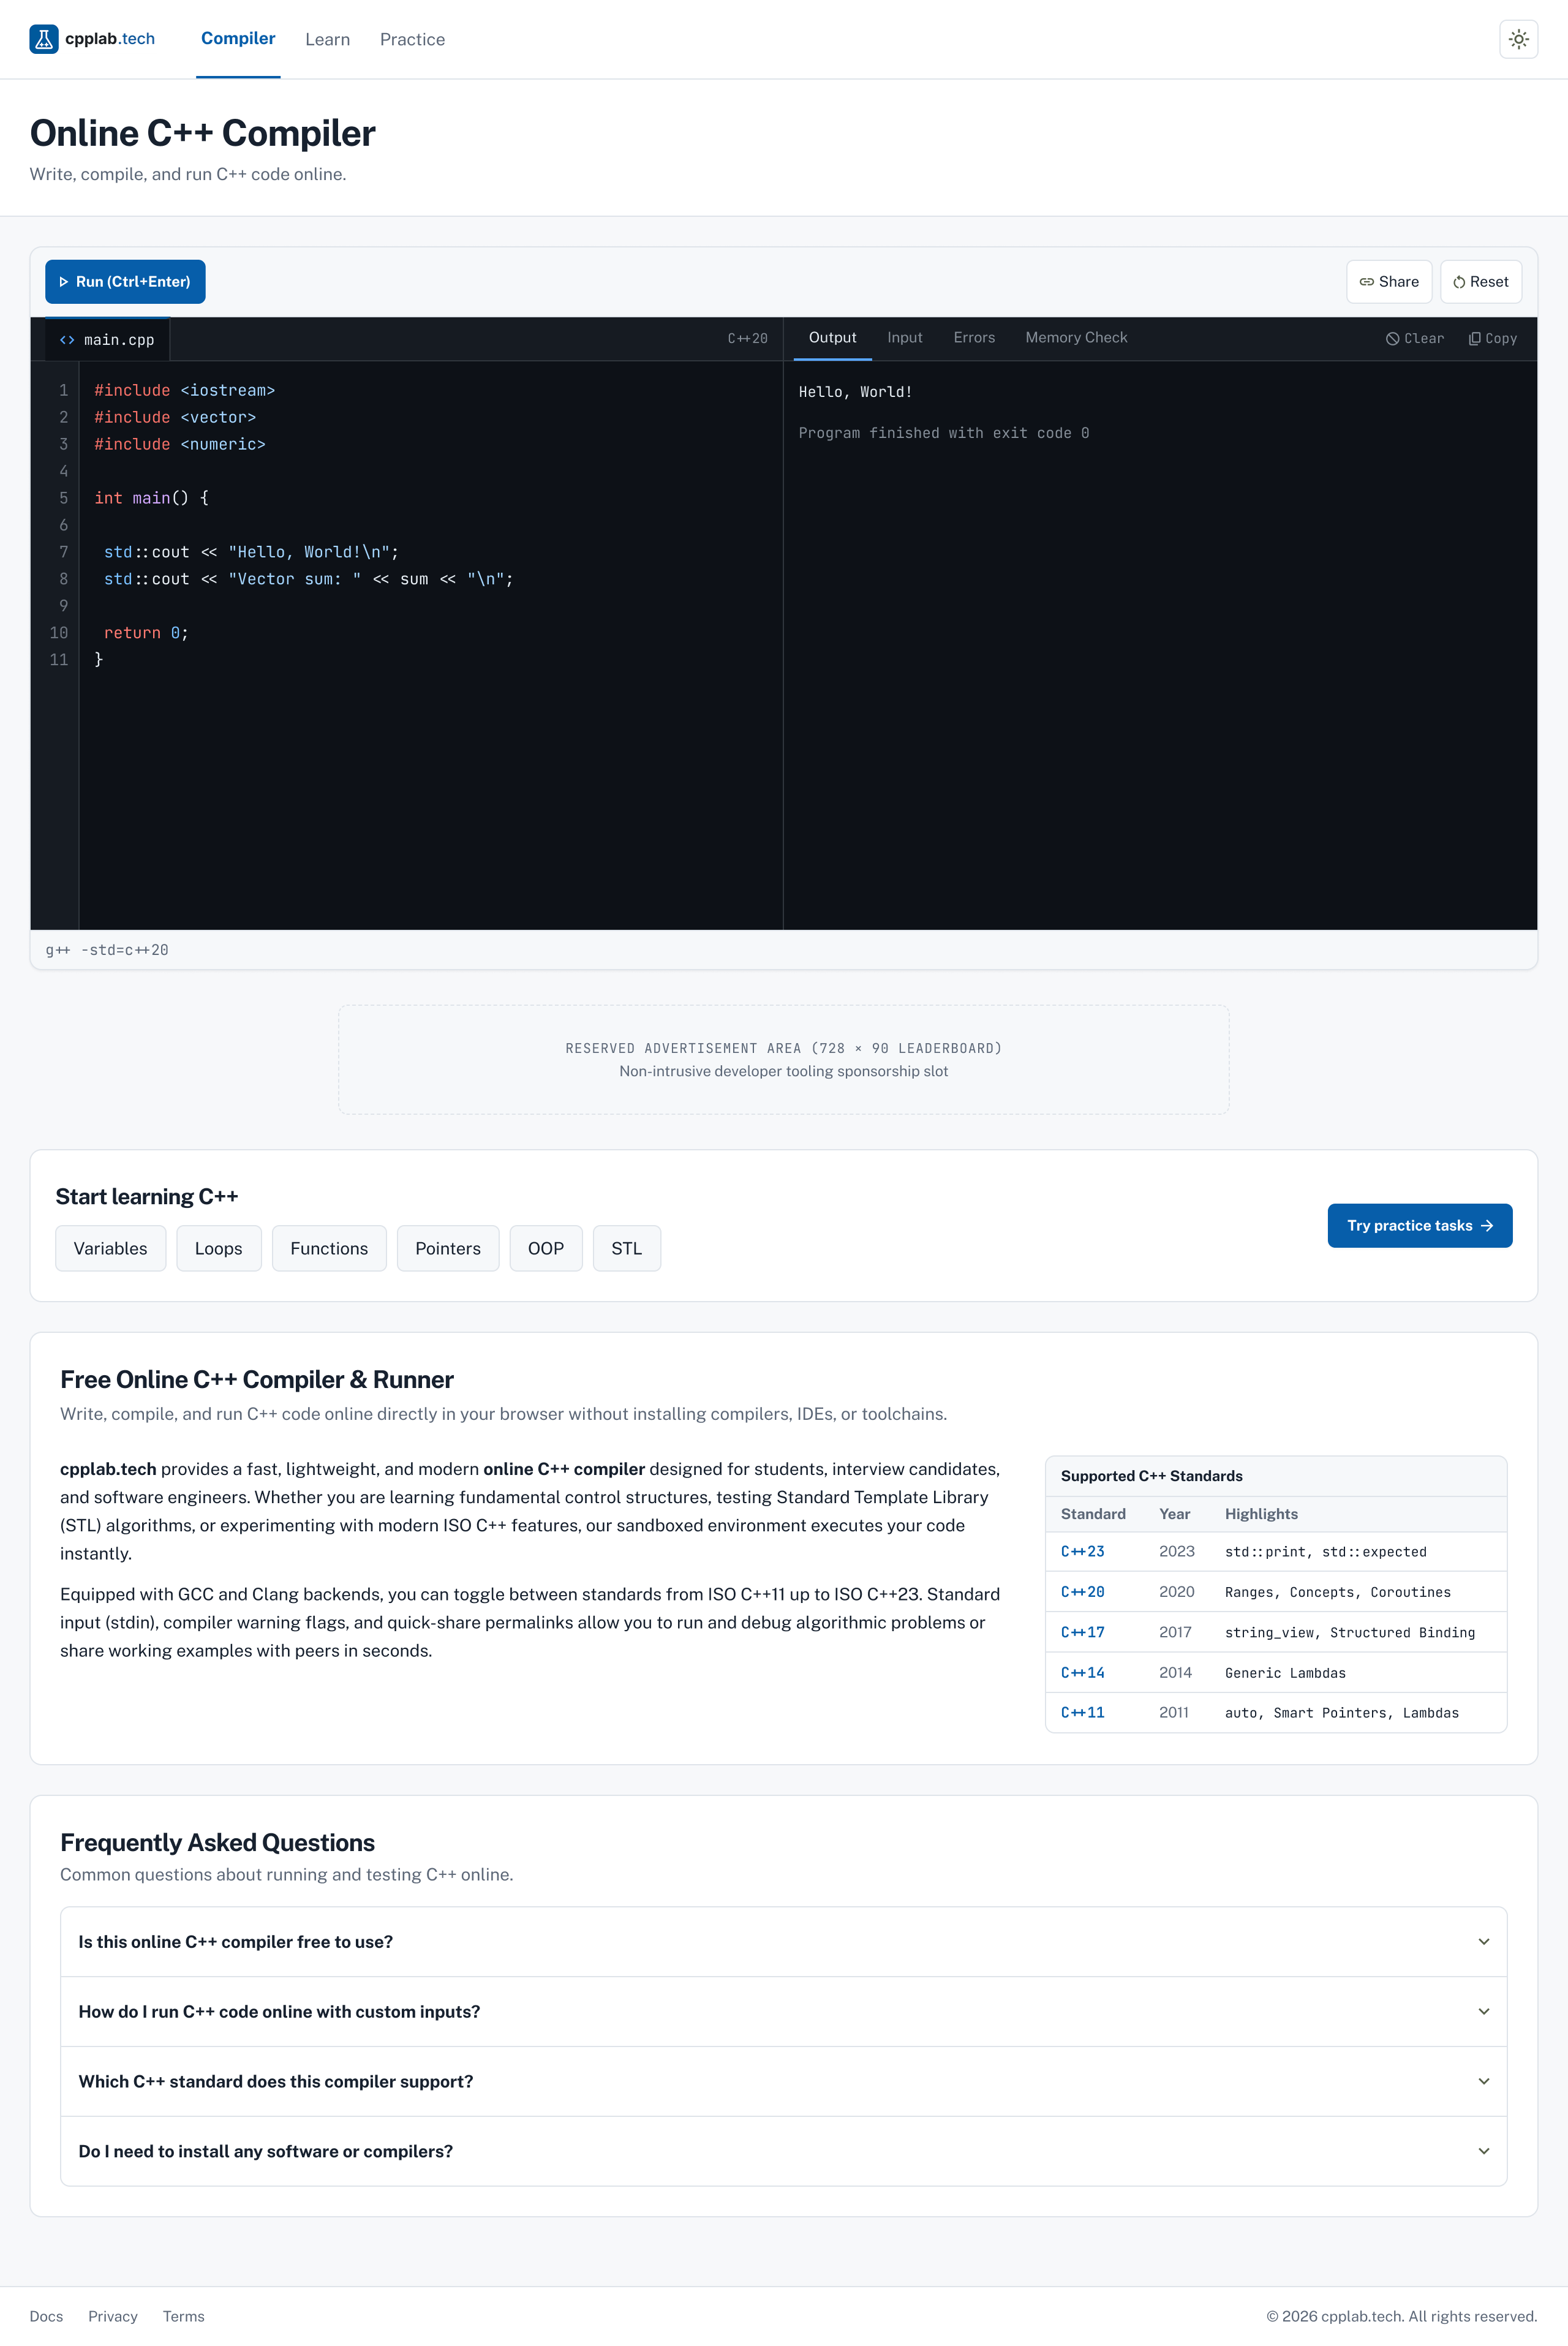 cpplab.tech
Compiler
Learn
Practice
Online C++ Compiler
Write, compile, and run C++ code online.
Run (Ctrl+Enter)
Share
Reset
main.cpp
C++20
Output
Input
Errors
Memory Check
Clear
Copy
1 #include <iostream>
2 #include <vector>
3 #include <numeric>
4
5 int main() {
6
7 std::cout << "Hello, World!\n";
8 std::cout << "Vector sum: " << sum << "\n";
9
10 return 0;
11 }
Hello, World!
Program finished with exit code 0
g++ -std=c++20
RESERVED ADVERTISEMENT AREA (728 × 90 LEADERBOARD)
Non-intrusive developer tooling sponsorship slot
Start learning C++
Variables
Loops
Functions
Pointers
OOP
STL
Try practice tasks →
Free Online C++ Compiler & Runner
Write, compile, and run C++ code online directly in your browser without installing compilers, IDEs, or toolchains.
cpplab.tech provides a fast, lightweight, and modern online C++ compiler designed for students, interview candidates,
and software engineers. Whether you are learning fundamental control structures, testing Standard Template Library
(STL) algorithms, or experimenting with modern ISO C++ features, our sandboxed environment executes your code
instantly.
Equipped with GCC and Clang backends, you can toggle between standards from ISO C++11 up to ISO C++23. Standard
input (stdin), compiler warning flags, and quick-share permalinks allow you to run and debug algorithmic problems or
share working examples with peers in seconds.
Supported C++ Standards
Standard Year Highlights
C++23 2023 std::print, std::expected
C++20 2020 Ranges, Concepts, Coroutines
C++17 2017 string_view, Structured Binding
C++14 2014 Generic Lambdas
C++11 2011 auto, Smart Pointers, Lambdas
Frequently Asked Questions
Common questions about running and testing C++ online.
Is this online C++ compiler free to use?
How do I run C++ code online with custom inputs?
Which C++ standard does this compiler support?
Do I need to install any software or compilers?
Docs
Privacy
Terms
© 2026 cpplab.tech. All rights reserved.